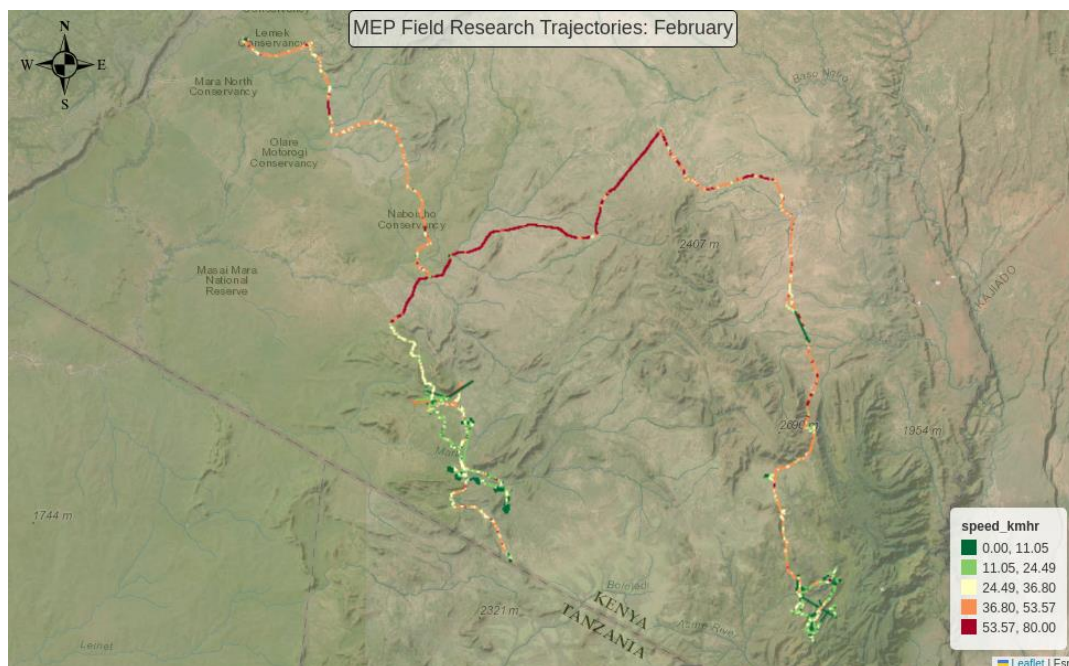 MEP Field Research Trajectories: February
N
W
E
S
Lemek
Conservancy
Mara North
Conservancy
Olare
Motorogi
Conservancy
Naboisho
Conservancy
Masai Mara
National
Reserve
2407 m
KAJIADO
1954 m
1744 m
2321 m
KENYA
TANZANIA
speed_kmhr
0.00, 11.05
11.05, 24.49
24.49, 36.80
36.80, 53.57
53.57, 80.00
Leaflet | Esr